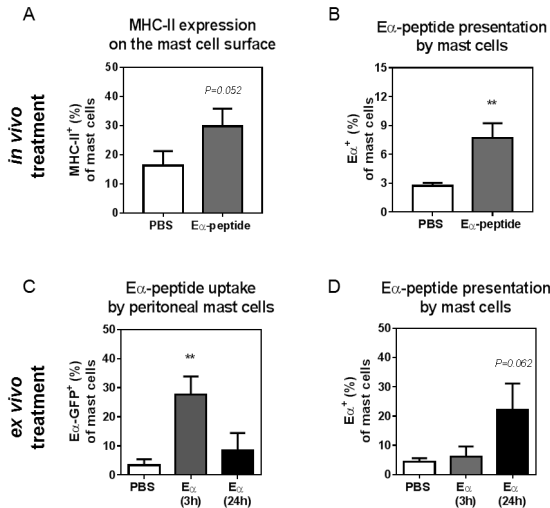 A
MHC-II expression
on the mast cell surface
in vivo
treatment
MHC-II⁺ (%)
of mast cells
50
40
30
20
10
0
P=0.052
PBS
Eα-peptide
B
Eα-peptide presentation
by mast cells
Eα⁺ (%)
of mast cells
15
12
9
6
3
0
**
PBS
Eα-peptide
C
Eα-peptide uptake
by peritoneal mast cells
ex vivo
treatment
Eα-GFP⁺ (%)
of mast cells
50
40
30
20
10
0
**
PBS
Eα
(3h)
Eα
(24h)
D
Eα-peptide presentation
by mast cells
Eα⁺ (%)
of mast cells
50
40
30
20
10
0
P=0.062
PBS
Eα
(3h)
Eα
(24h)